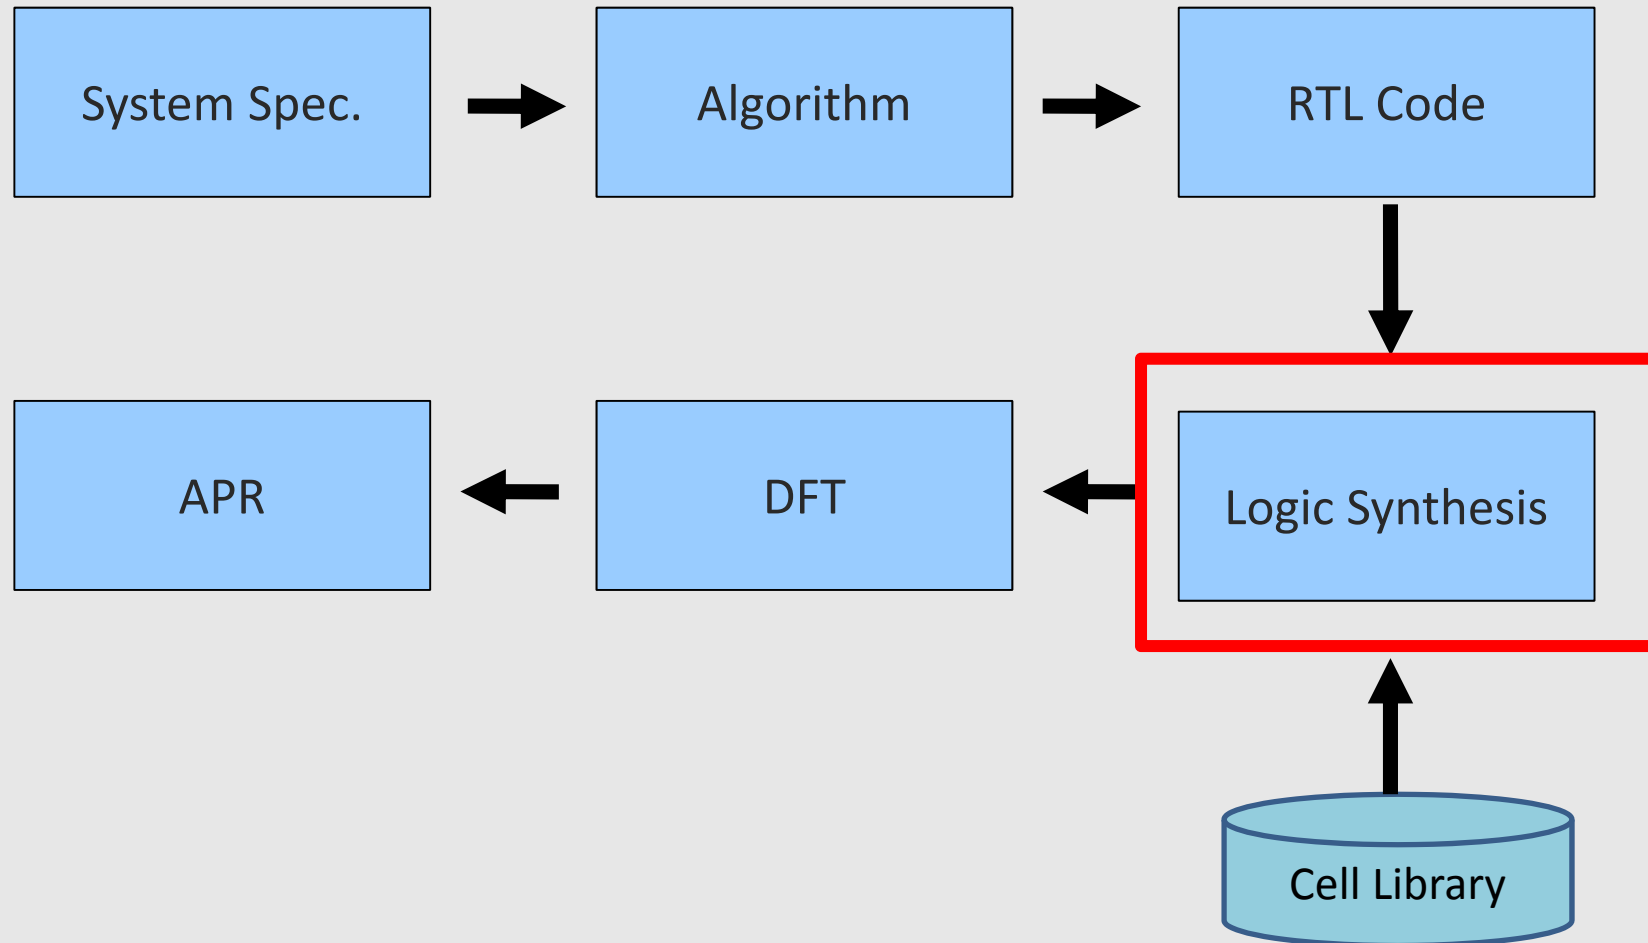 System Spec.
Algorithm
RTL Code
APR
DFT
Logic Synthesis
Cell Library